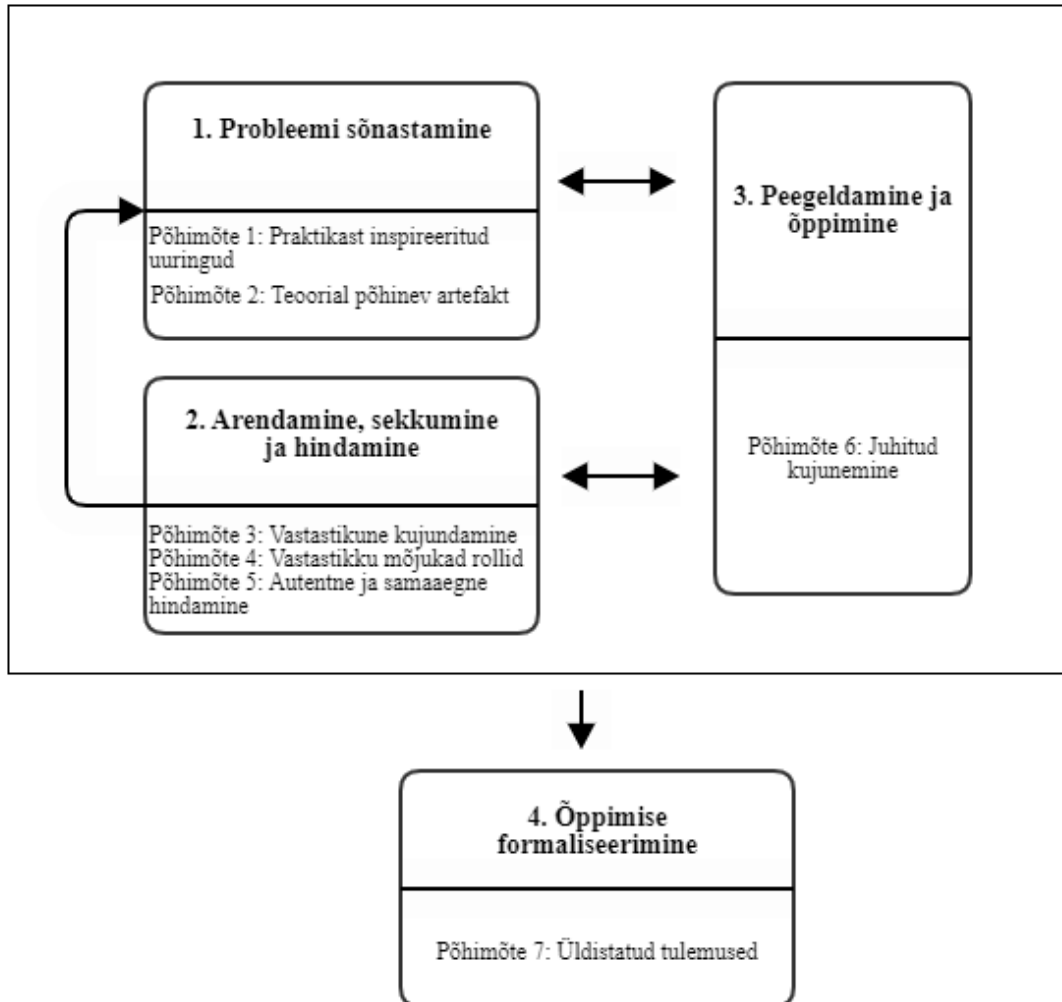 1. Probleemi sõnastamine
Põhimõte 1: Praktikast inspireeritud
uuringud
Põhimõte 2: Teoorial põhinev artefakt
2. Arendamine, sekkumine
ja hindamine
Põhimõte 3: Vastastikune kujundamine
Põhimõte 4: Vastastikku mõjukad rollid
Põhimõte 5: Autentne ja samaaegne
hindamine
3. Peegeldamine ja
õppimine
Põhimõte 6: Juhitud
kujunemine
4. Õppimise
formaliseerimine
Põhimõte 7: Üldistatud tulemused